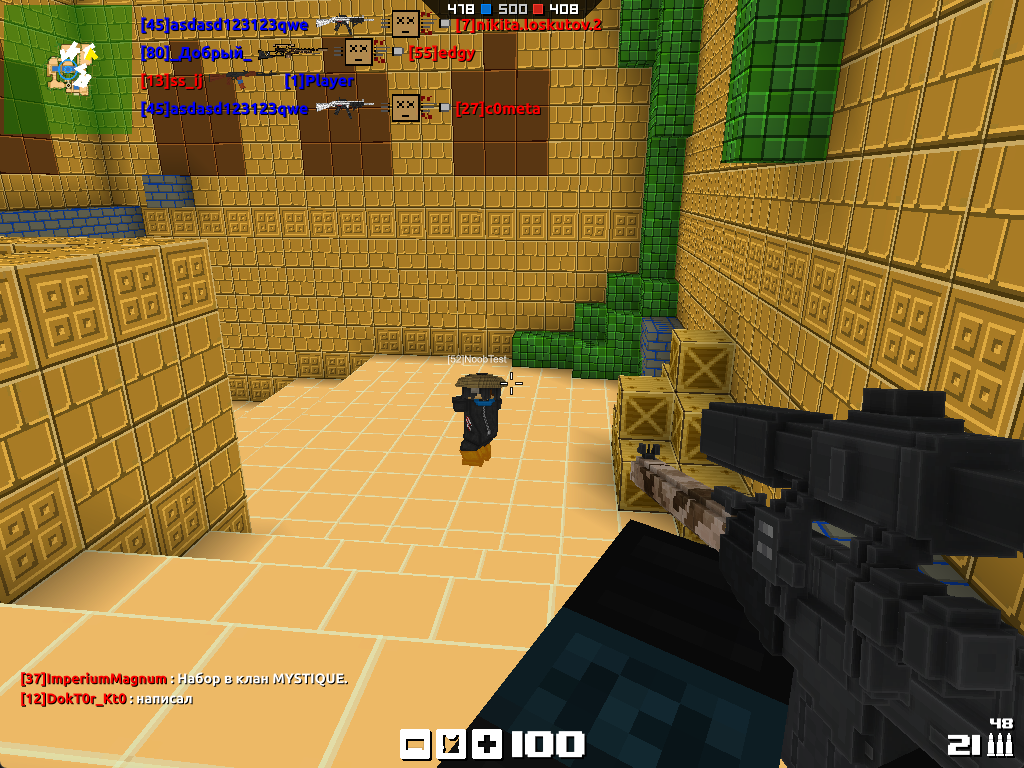 478 500 408
[45]asdasd123123qwe [7]nikita.loskutov.2
[80]_Добрый_ [55]edgy
[13]ss_lj [1]Player
[45]asdasd123123qwe [27]c0meta
[52]NoobTest
[37]ImperiumMagnum : Набор в клан MYSTIQUE.
[12]DokT0r_Kt0 : написал
100
48
21